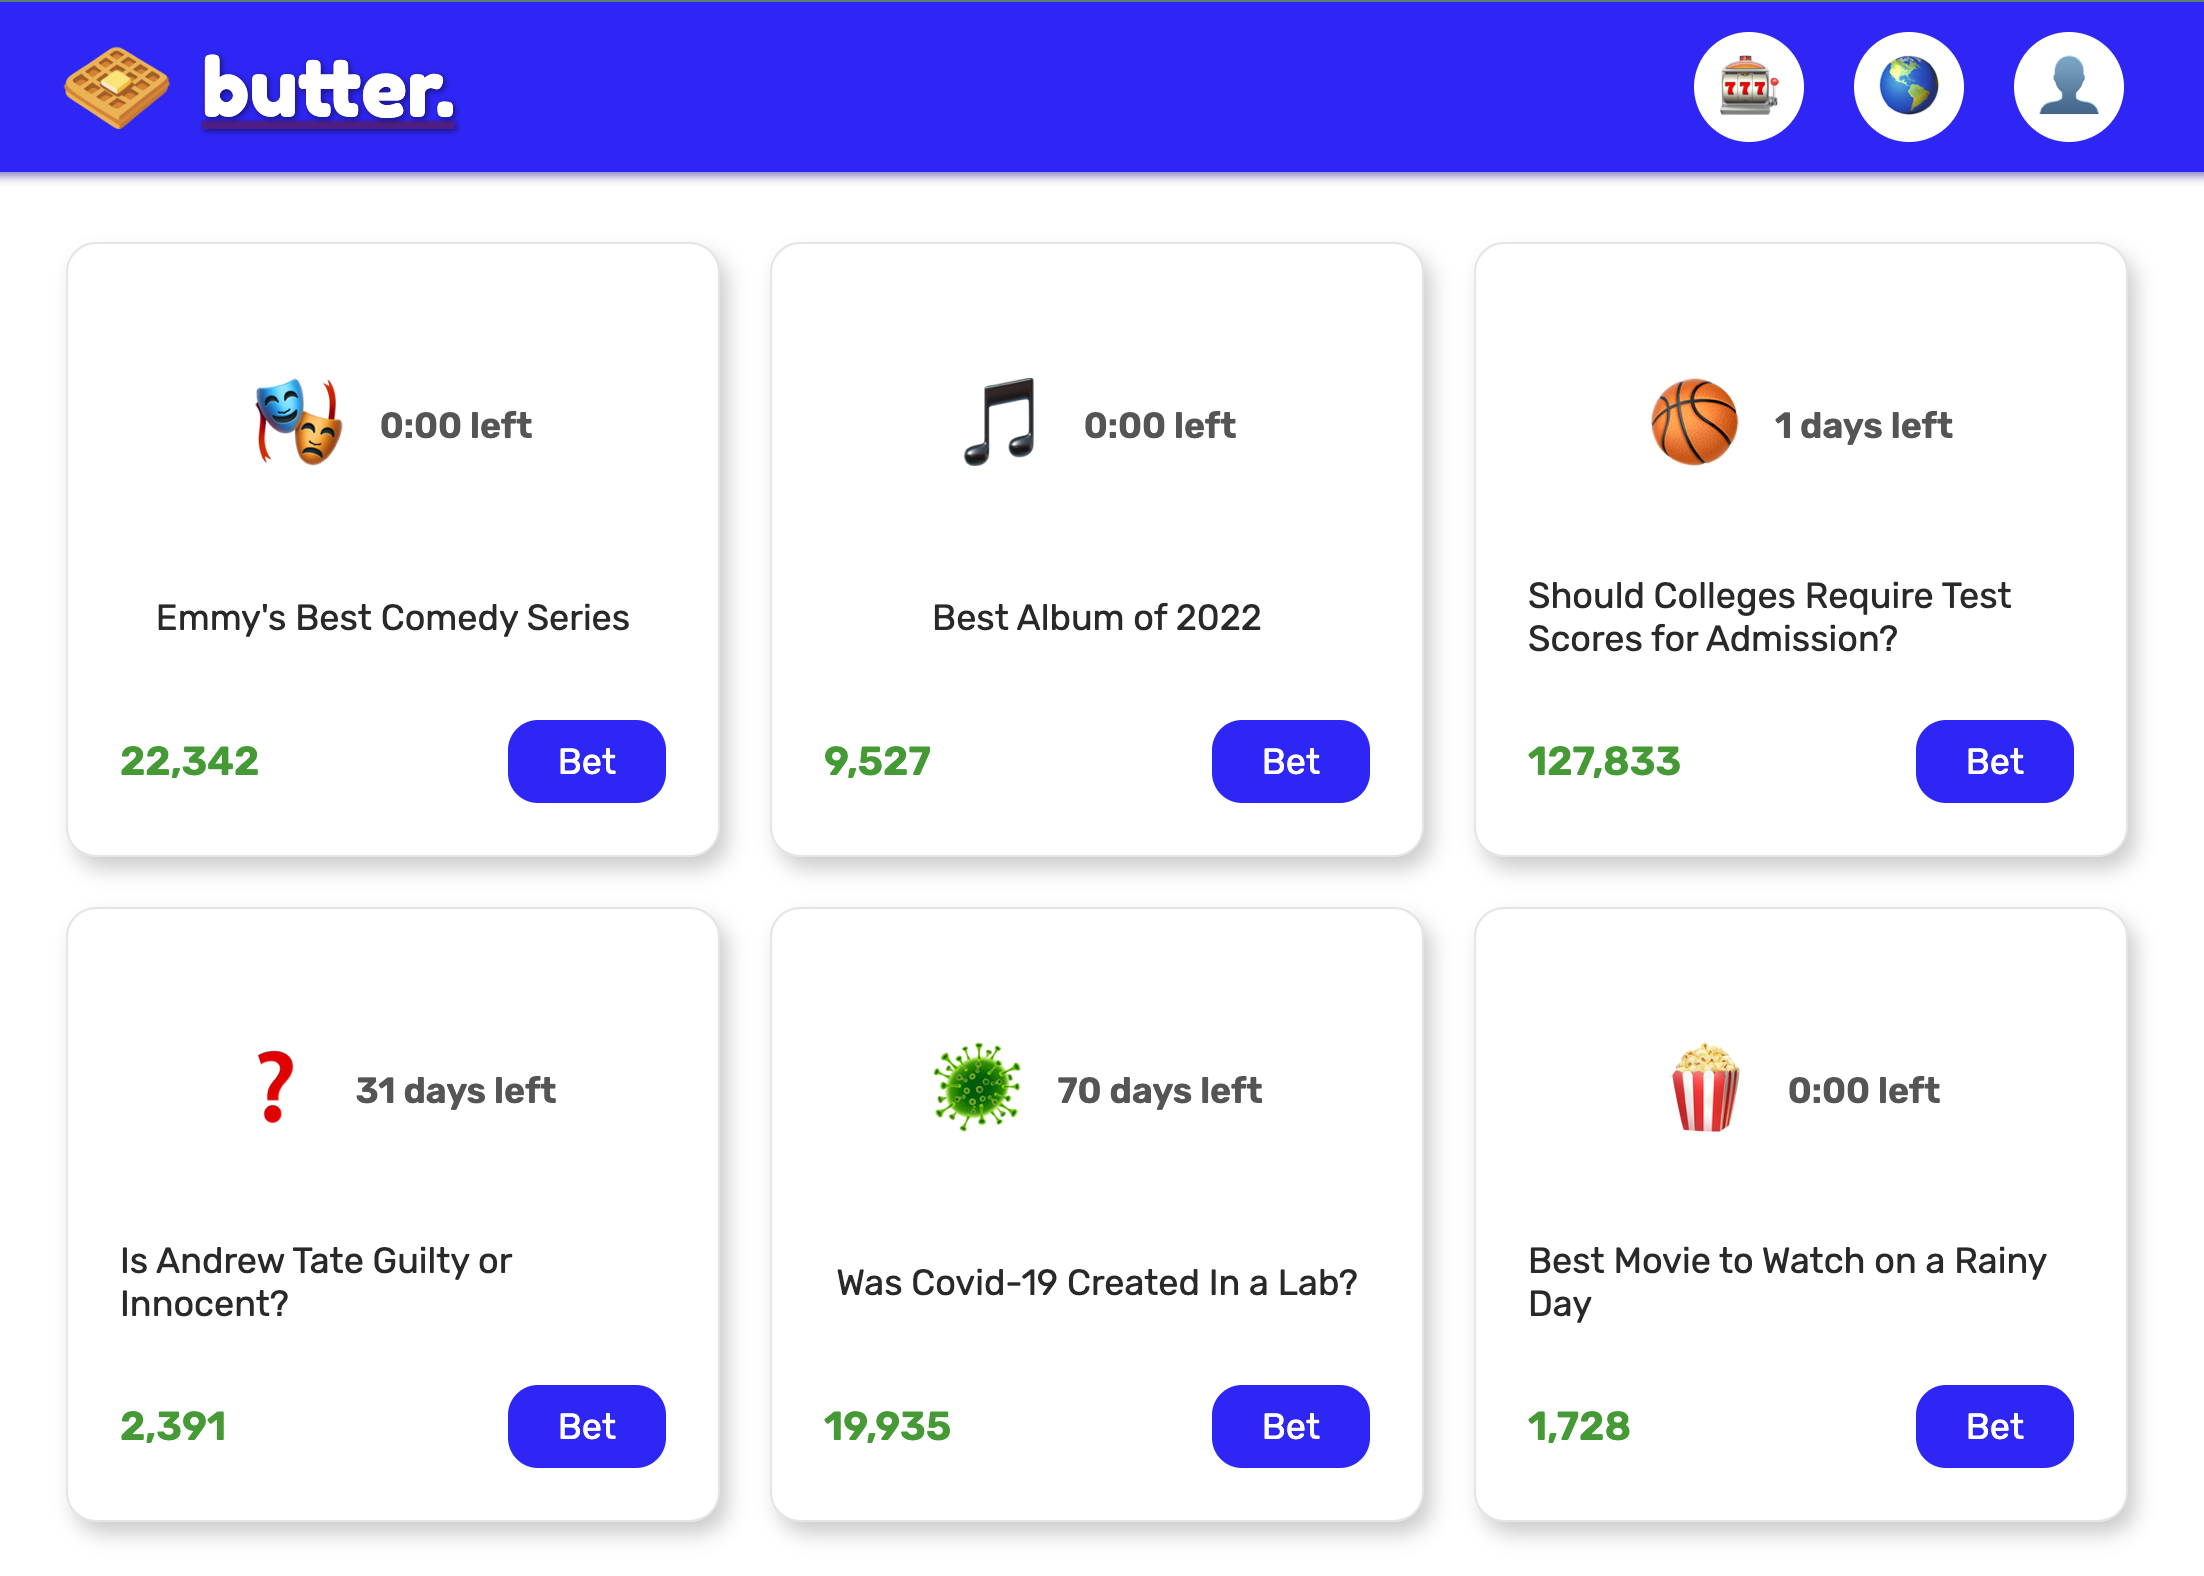 butter.
777
0:00 left
Emmy's Best Comedy Series
22,342
Bet
0:00 left
Best Album of 2022
9,527
Bet
1 days left
Should Colleges Require Test
Scores for Admission?
127,833
Bet
31 days left
Is Andrew Tate Guilty or
Innocent?
2,391
Bet
70 days left
Was Covid-19 Created In a Lab?
19,935
Bet
0:00 left
Best Movie to Watch on a Rainy
Day
1,728
Bet